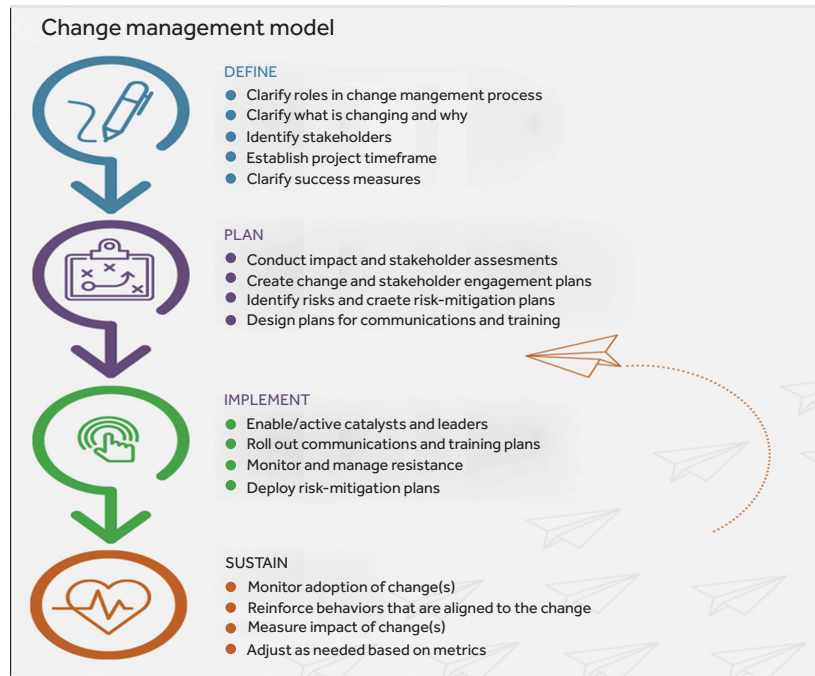 Change management model
DEFINE
Clarify roles in change mangement process
Clarify what is changing and why
Identify stakeholders
Establish project timeframe
Clarify success measures
PLAN
Conduct impact and stakeholder assesments
Create change and stakeholder engagement plans
Identify risks and craete risk-mitigation plans
Design plans for communications and training
IMPLEMENT
Enable/active catalysts and leaders
Roll out communications and training plans
Monitor and manage resistance
Deploy risk-mitigation plans
SUSTAIN
Monitor adoption of change(s)
Reinforce behaviors that are aligned to the change
Measure impact of change(s)
Adjust as needed based on metrics